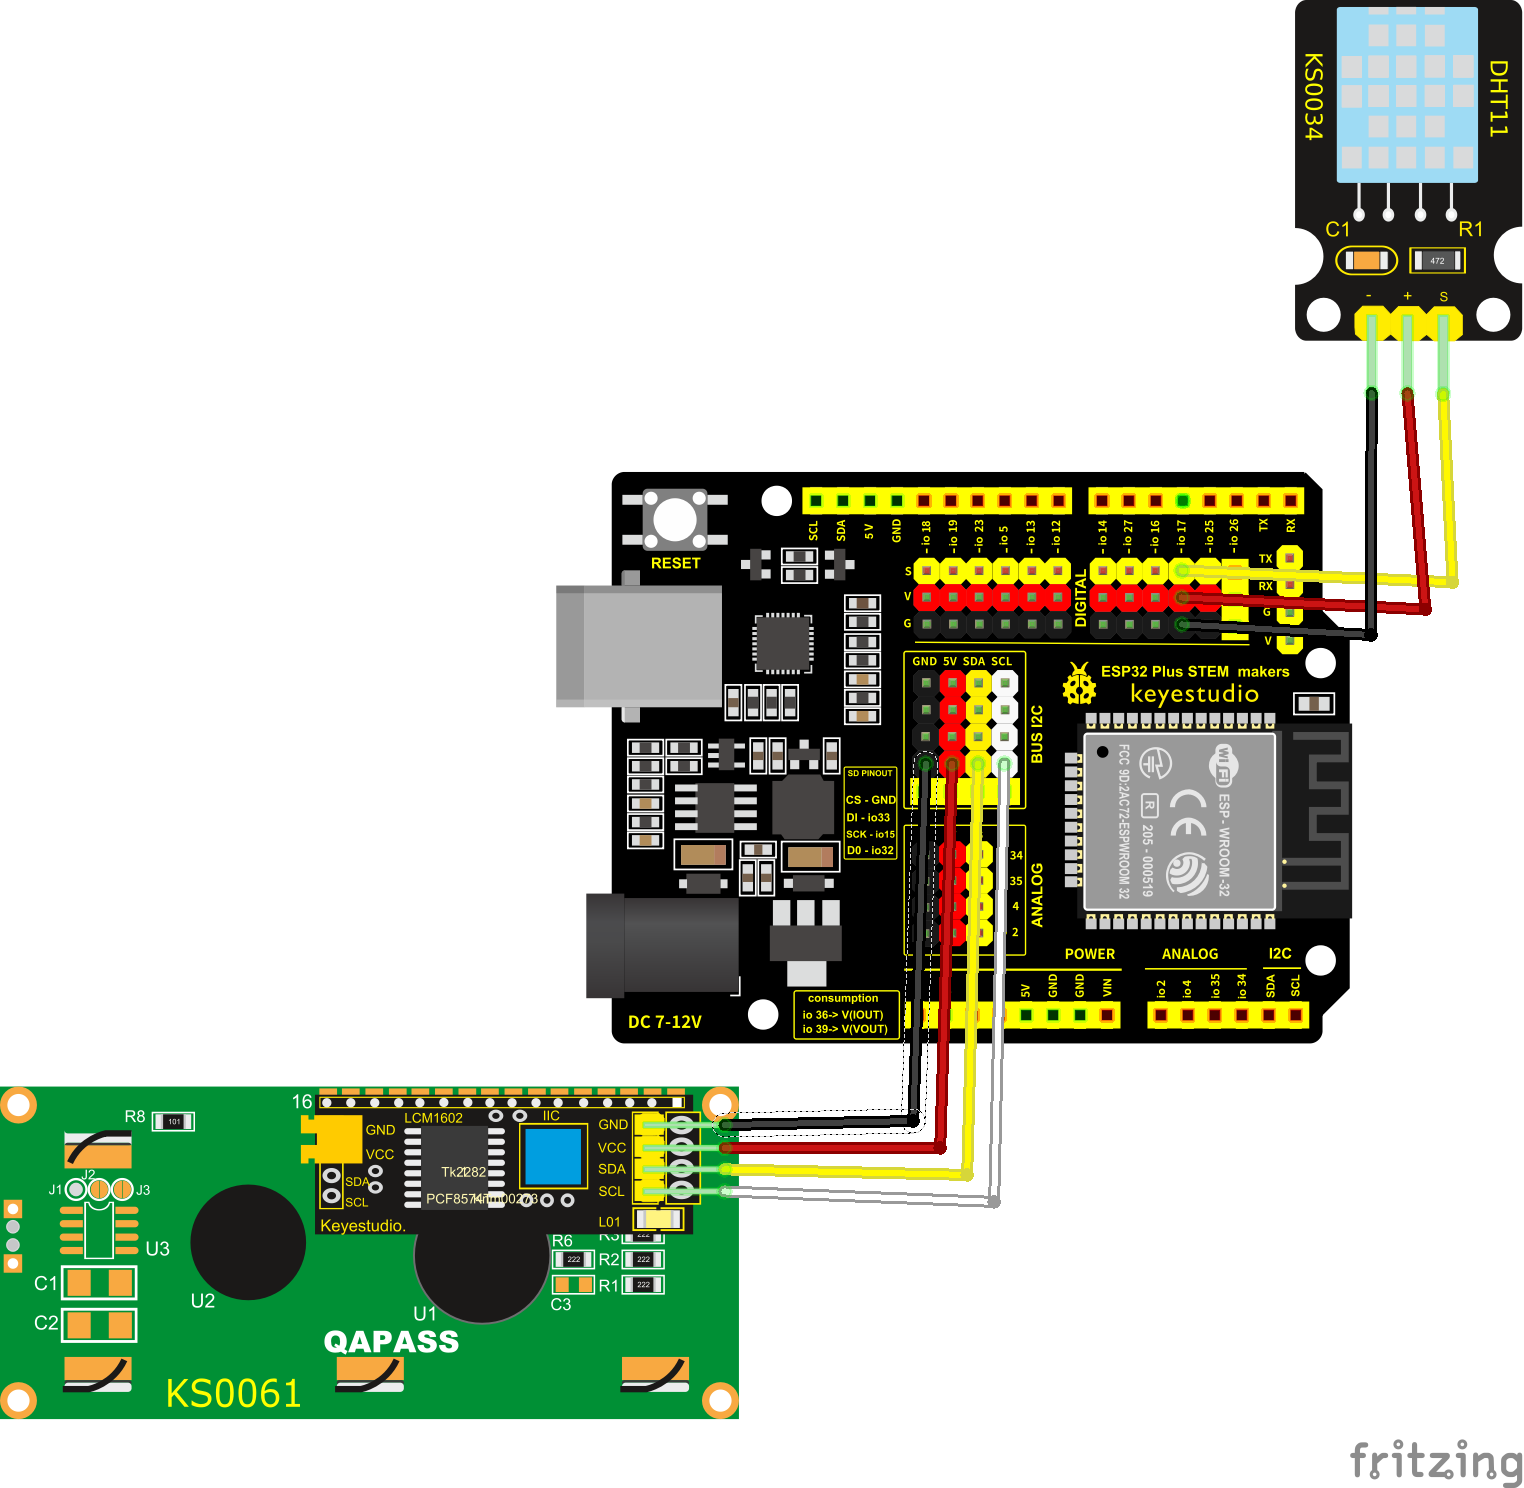 KS0034
DHT11
C1
R1
472
- + S
RESET
SCL
SDA
5V
GND
~ io 18
~ io 19
~ io 23
~ io 5
~ io 13
~ io 12
~ io 14
~ io 27
~ io 16
~ io 17
~ io 25
~ io 26
TX
RX
S
V
G
DIGITAL
TX
RX
G
V
GND 5V SDA SCL
BUS I2C
ESP32 Plus STEM makers
keyestudio
FCC 9D:2AC72-ESPWROOM 32
R 205 - 000519
WiFi ESP - WROOM -32
SD PINOUT
CS - GND
DI - io33
SCK - io15
D0 - io32
34
35
4
2
ANALOG
POWER
ANALOG
I2C
5V
GND
GND
VIN
io 2
io 4
io 35
io 34
SDA
SCL
consumption
io 36-> V(IOUT)
io 39-> V(VOUT)
DC 7-12V
16
R8
101
LCM1602
IIC
GND
VCC
SDA
SCL
GND
VCC
SDA
SCL
L01
Keyestudio.
J1
J2
J3
U3
C1
C2
U2
U1
R6
222
C3
R3
222
R2
222
R1
222
QAPASS
KS0061
fritzing